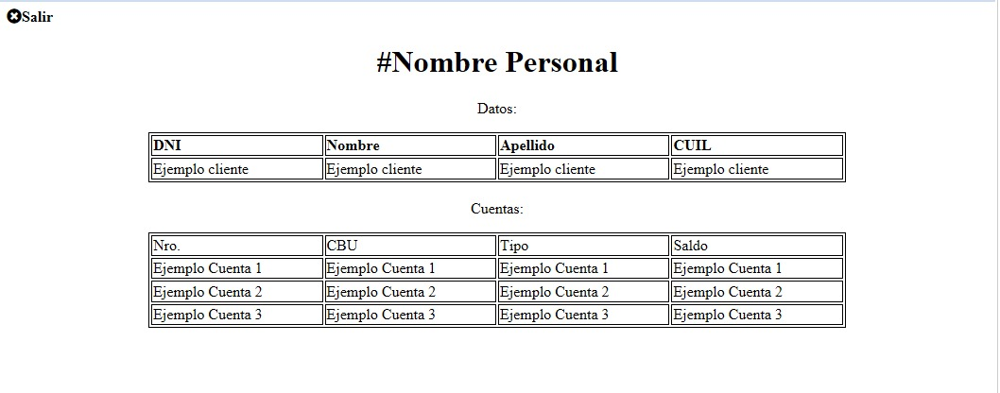 Salir
#Nombre Personal
Datos:
DNI Nombre Apellido CUIL
Ejemplo cliente Ejemplo cliente Ejemplo cliente Ejemplo cliente
Cuentas:
Nro. CBU Tipo Saldo
Ejemplo Cuenta 1 Ejemplo Cuenta 1 Ejemplo Cuenta 1 Ejemplo Cuenta 1
Ejemplo Cuenta 2 Ejemplo Cuenta 2 Ejemplo Cuenta 2 Ejemplo Cuenta 2
Ejemplo Cuenta 3 Ejemplo Cuenta 3 Ejemplo Cuenta 3 Ejemplo Cuenta 3